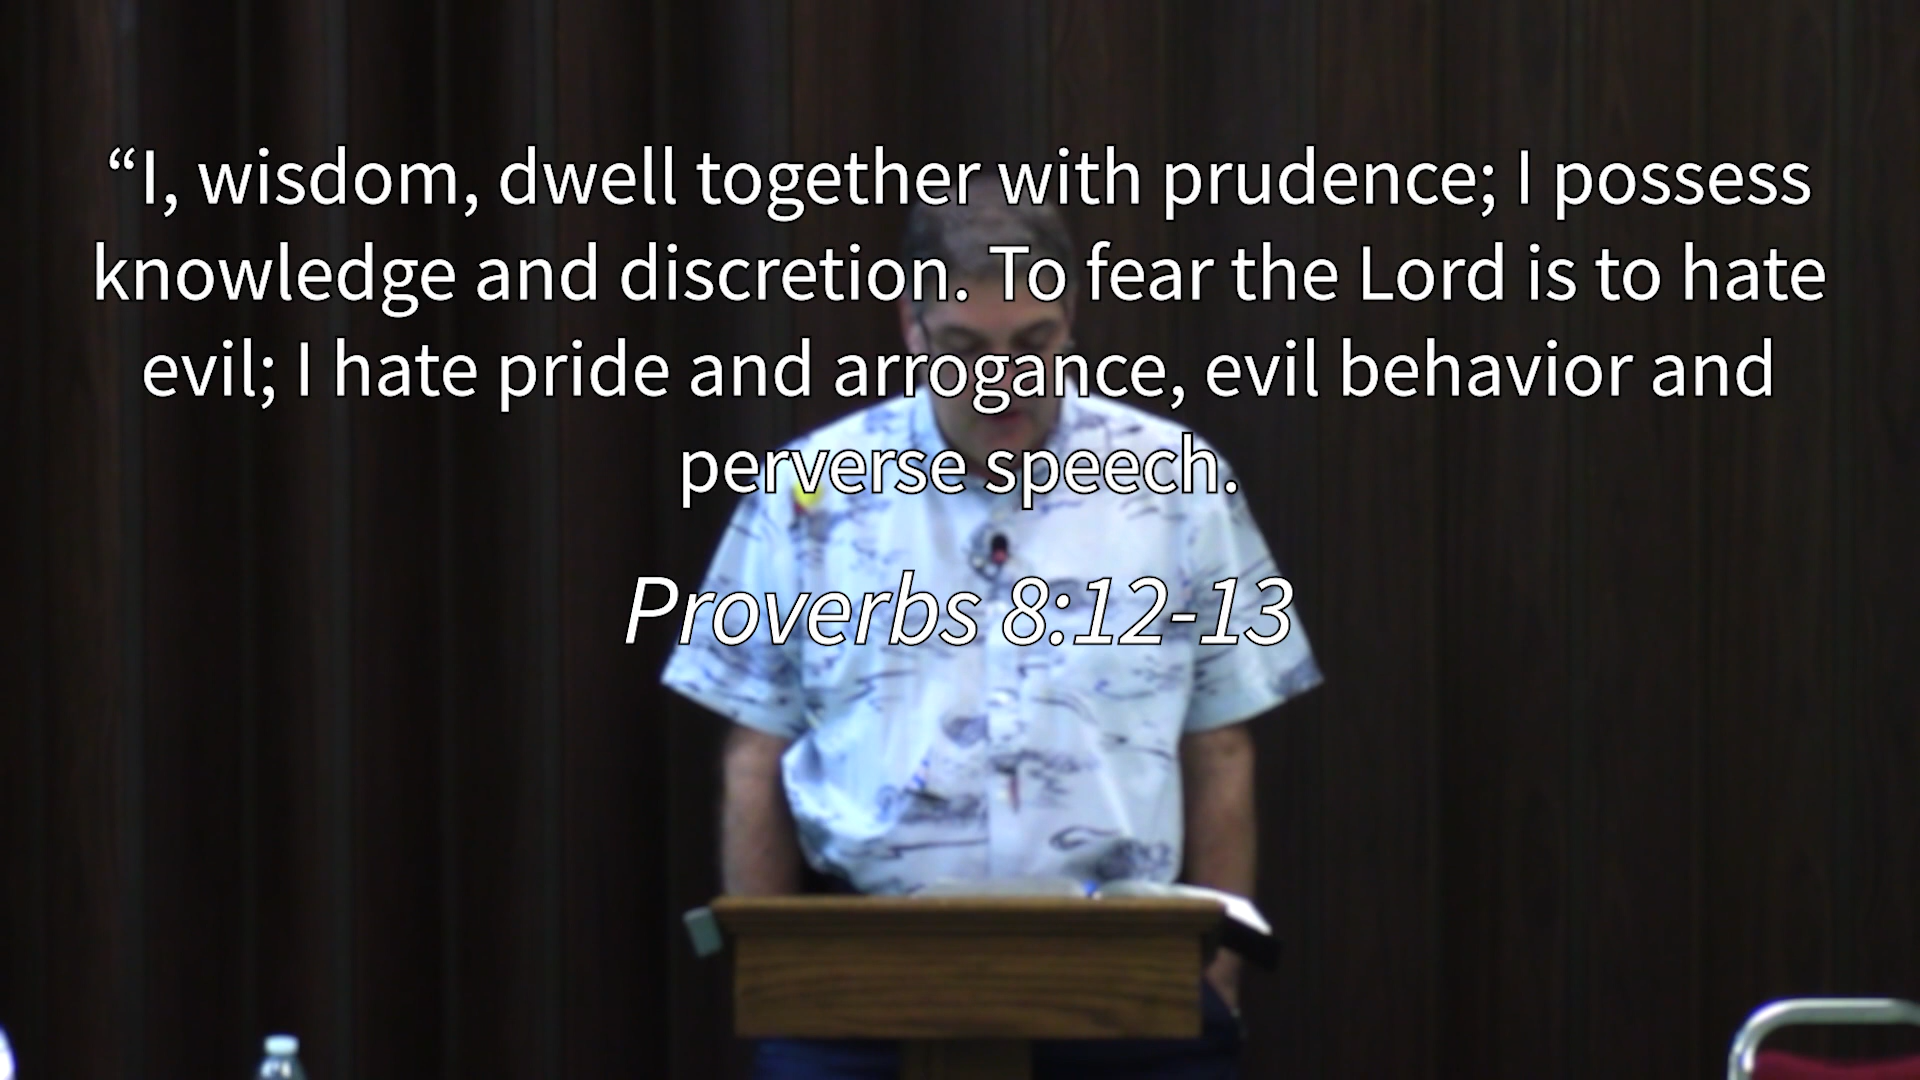 “I, wisdom, dwell together with prudence; I possess
knowledge and discretion. To fear the Lord is to hate
evil; I hate pride and arrogance, evil behavior and
perverse speech.
Proverbs 8:12-13